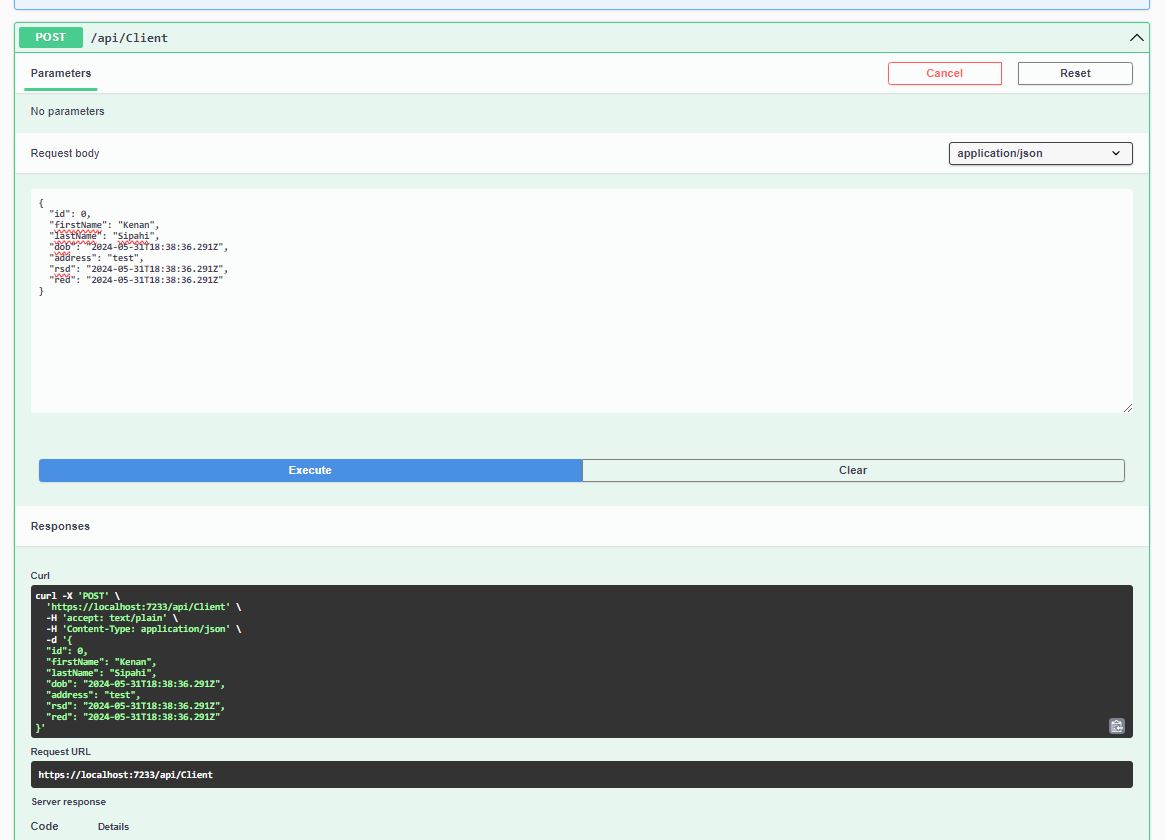 POST /api/Client
Parameters Cancel Reset
No parameters
Request body application/json
{
  "id": 0,
  "firstName": "Kenan",
  "lastName": "Sipahi",
  "dob": "2024-05-31T18:38:36.291Z",
  "address": "test",
  "rsd": "2024-05-31T18:38:36.291Z",
  "red": "2024-05-31T18:38:36.291Z"
}
Execute Clear
Responses
Curl
curl -X 'POST' \
  'https://localhost:7233/api/Client' \
  -H 'accept: text/plain' \
  -H 'Content-Type: application/json' \
  -d '{
  "id": 0,
  "firstName": "Kenan",
  "lastName": "Sipahi",
  "dob": "2024-05-31T18:38:36.291Z",
  "address": "test",
  "rsd": "2024-05-31T18:38:36.291Z",
  "red": "2024-05-31T18:38:36.291Z"
}'
Request URL
https://localhost:7233/api/Client
Server response
Code Details